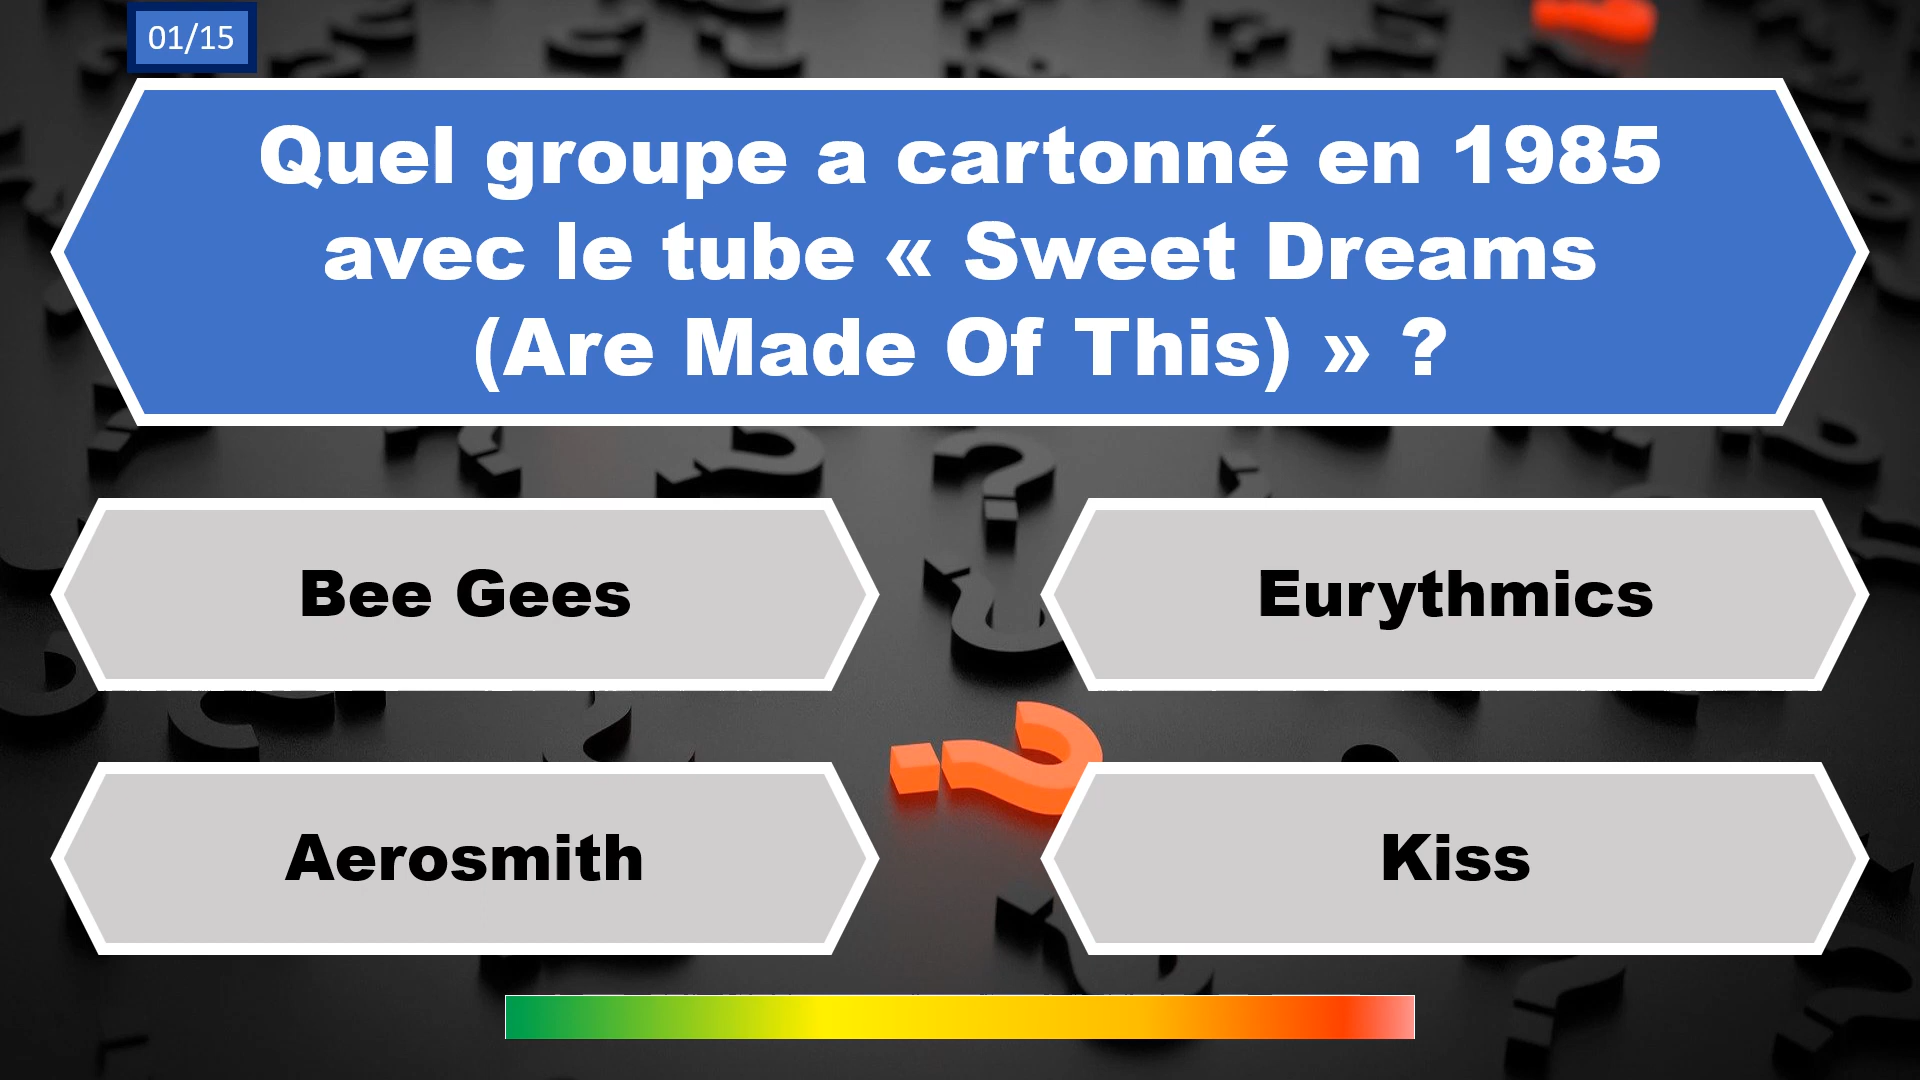 01/15
Quel groupe a cartonné en 1985
avec le tube « Sweet Dreams
(Are Made Of This) » ?
Bee Gees
Eurythmics
Aerosmith
Kiss